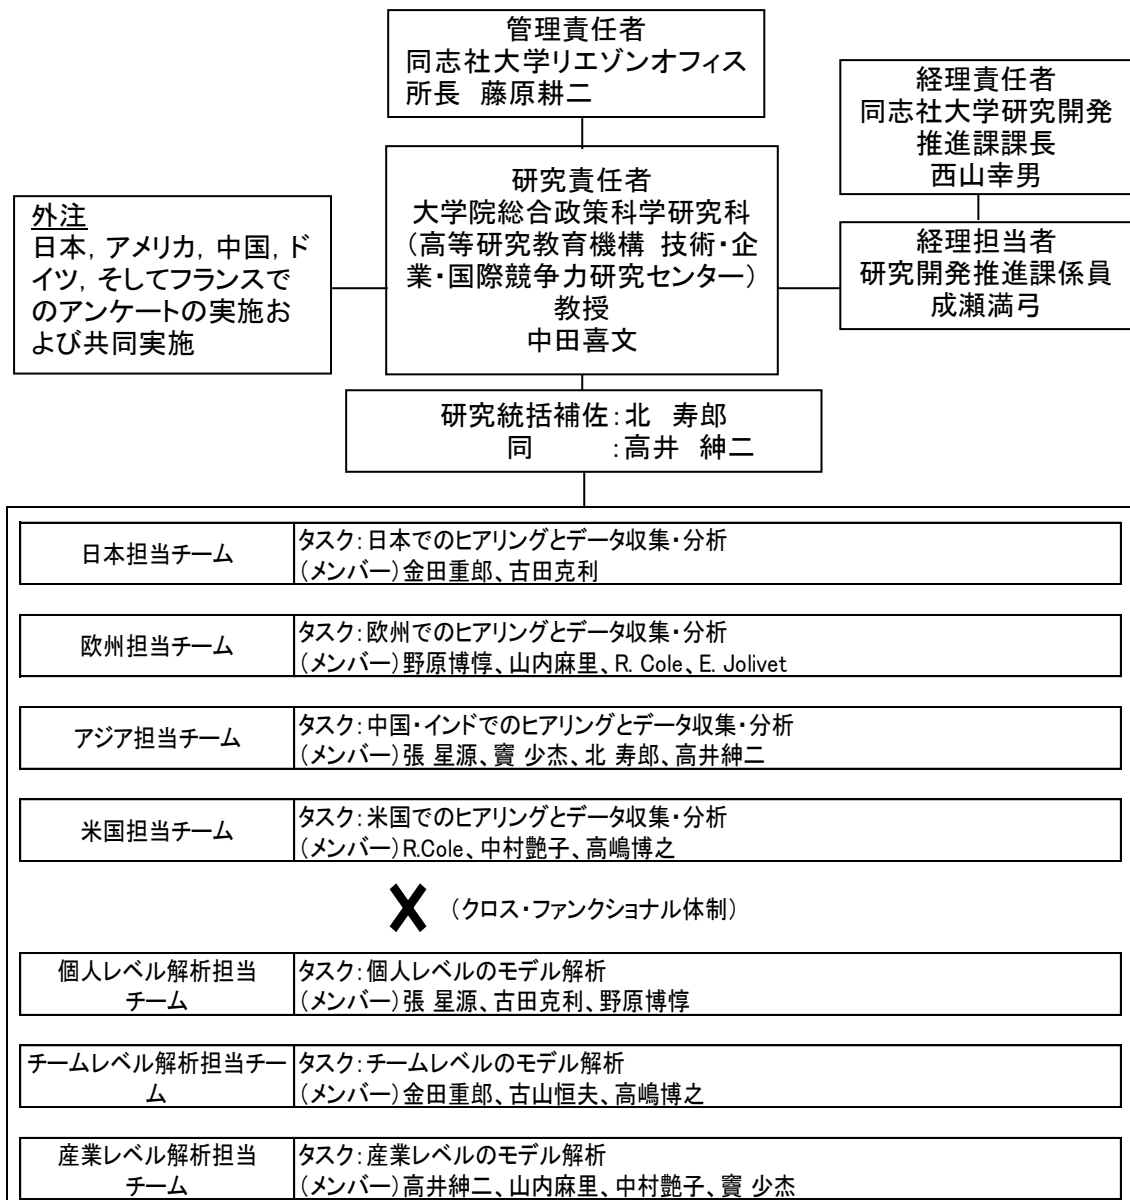 管理責任者
同志社大学リエゾンオフィス
所長 藤原耕二
経理責任者
同志社大学研究開発
推進課課長
西山幸男
研究責任者
大学院総合政策科学研究科
(高等研究教育機構 技術・企
業・国際競争力研究センター)
教授
中田喜文
外注
日本, アメリカ, 中国, ド
イツ, そしてフランスで
のアンケートの実施お
よび共同実施
経理担当者
研究開発推進課係員
成瀬満弓
研究統括補佐:北 寿郎
同 :高井 紳二
日本担当チーム
タスク:日本でのヒアリングとデータ収集・分析
(メンバー)金田重郎、古田克利
欧州担当チーム
タスク:欧州でのヒアリングとデータ収集・分析
(メンバー)野原博惇、山内麻里、R. Cole、E. Jolivet
アジア担当チーム
タスク:中国・インドでのヒアリングとデータ収集・分析
(メンバー)張 星源、竇 少杰、北 寿郎、高井紳二
米国担当チーム
タスク:米国でのヒアリングとデータ収集・分析
(メンバー)R.Cole、中村艶子、高嶋博之
X (クロス・ファンクショナル体制)
個人レベル解析担当
チーム
タスク:個人レベルのモデル解析
(メンバー)張 星源、古田克利、野原博惇
チームレベル解析担当チー
ム
タスク:チームレベルのモデル解析
(メンバー)金田重郎、古山恒夫、高嶋博之
産業レベル解析担当
チーム
タスク:産業レベルのモデル解析
(メンバー)高井紳二、山内麻里、中村艶子、竇 少杰